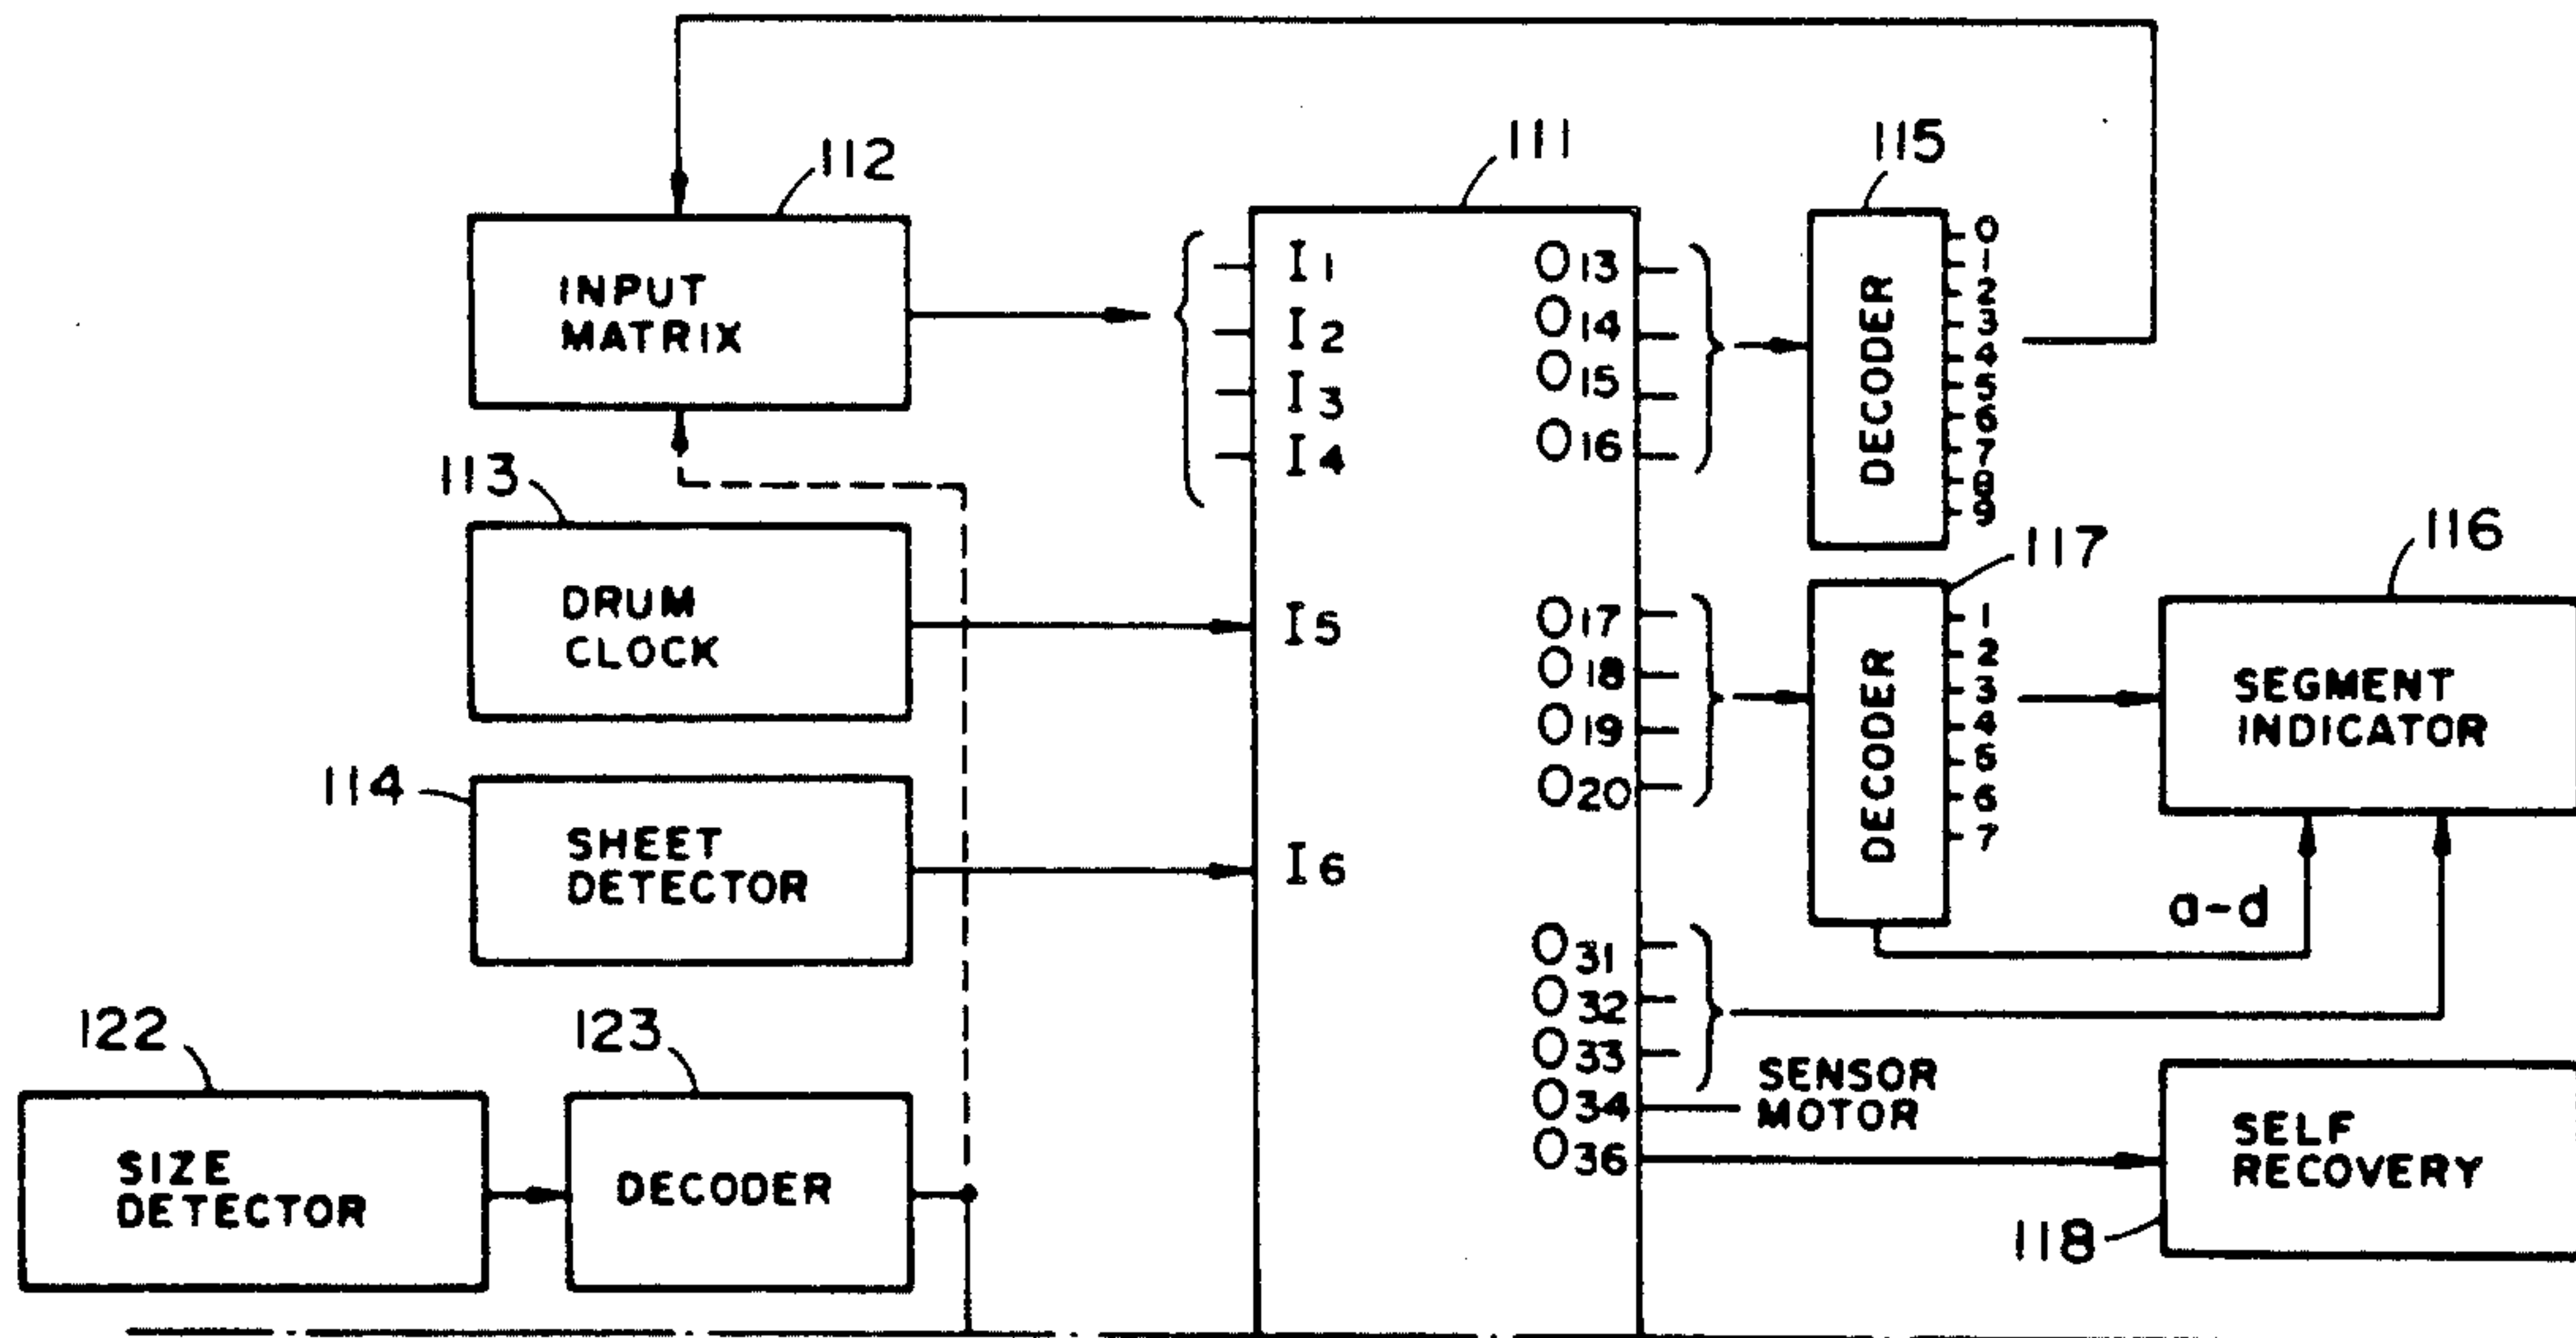 112
INPUT
MATRIX
113
DRUM
CLOCK
114
SHEET
DETECTOR
122
SIZE
DETECTOR
123
DECODER
111
I1
I2
I3
I4
I5
I6
O13
O14
O15
O16
O17
O18
O19
O20
O31
O32
O33
O34
O36
115
DECODER
0
1
2
3
4
5
6
7
8
9
117
DECODER
1
2
3
4
5
6
7
a-d
116
SEGMENT
INDICATOR
SENSOR
MOTOR
SELF
RECOVERY
118